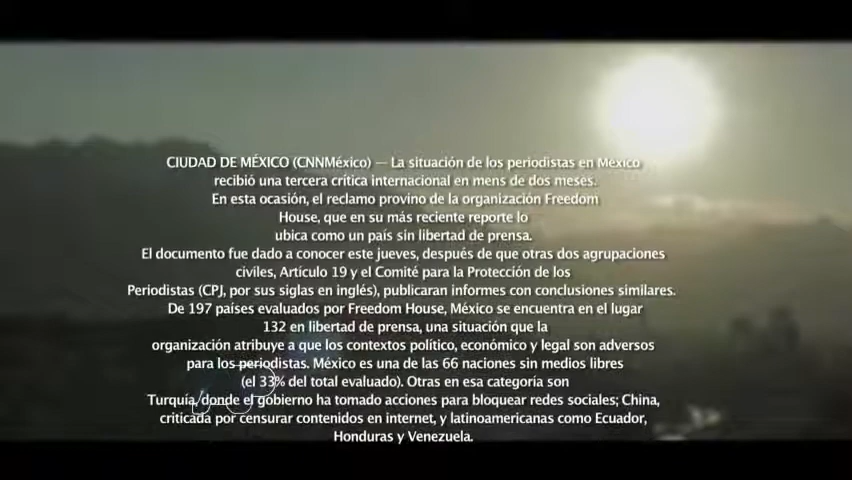 CIUDAD DE MÉXICO (CNNMéxico) — La situación de los periodistas en México
recibió una tercera crítica internacional en mens de dos meses.
En esta ocasión, el reclamo provino de la organización Freedom
House, que en su más reciente reporte lo
ubica como un país sin libertad de prensa.
El documento fue dado a conocer este jueves, después de que otras dos agrupaciones
civiles, Artículo 19 y el Comité para la Protección de los
Periodistas (CPJ, por sus siglas en inglés), publicaran informes con conclusiones similares.
De 197 países evaluados por Freedom House, México se encuentra en el lugar
132 en libertad de prensa, una situación que la
organización atribuye a que los contextos político, económico y legal son adversos
para los periodistas. México es una de las 66 naciones sin medios libres
(el 33% del total evaluado). Otras en esa categoría son
Turquía, donde el gobierno ha tomado acciones para bloquear redes sociales; China,
criticada por censurar contenidos en internet, y latinoamericanas como Ecuador,
Honduras y Venezuela.